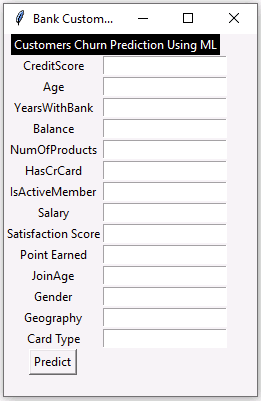 Bank Custom...
Customers Churn Prediction Using ML
CreditScore
Age
YearsWithBank
Balance
NumOfProducts
HasCrCard
IsActiveMember
Salary
Satisfaction Score
Point Earned
JoinAge
Gender
Geography
Card Type
Predict